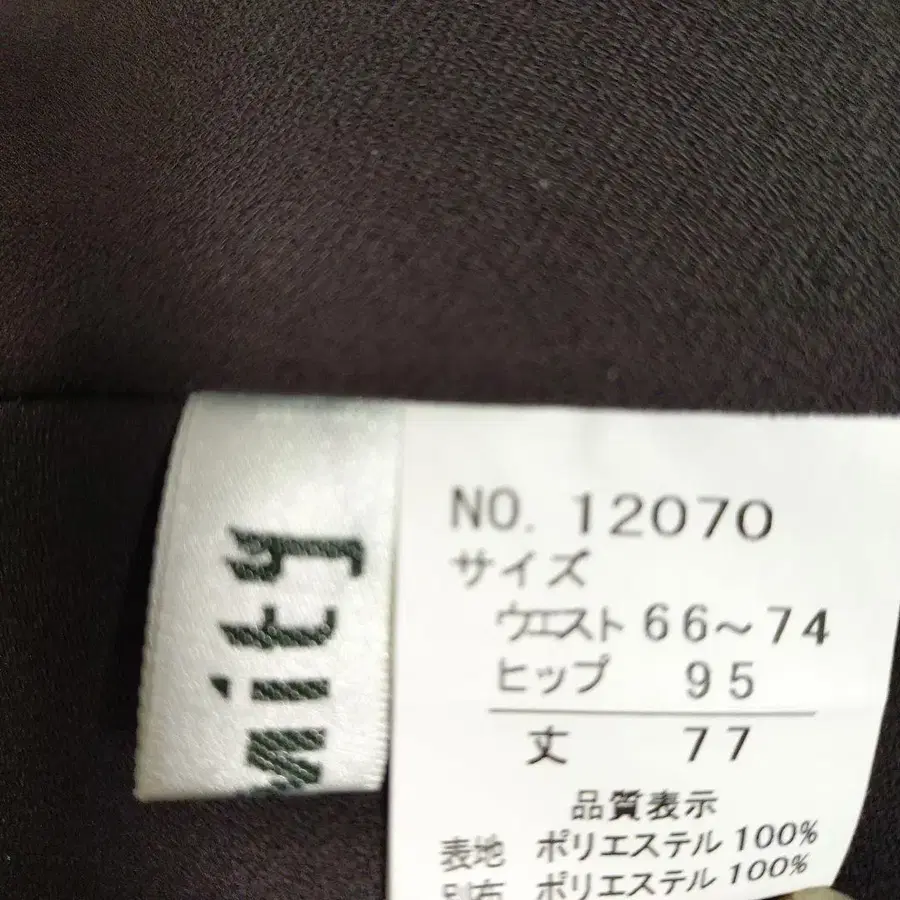 mity
NO. 12070
サイズ
ウエスト 66～74
ヒップ 95
丈 77
品質表示
表地 ポリエステル 100%
別布 ポリエステル 100%